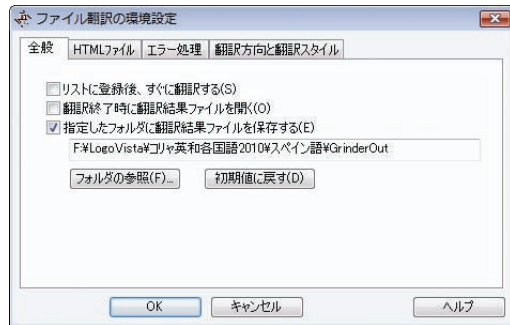 ファイル翻訳の環境設定
全般 HTMLファイル エラー処理 翻訳方向と翻訳スタイル
リストに登録後、すぐに翻訳する(S)
翻訳終了時に翻訳結果ファイルを開く(O)
指定したフォルダに翻訳結果ファイルを保存する(E)
F:¥LogoVista¥コリャ英和各国語2010¥スペイン語¥GrinderOut
フォルダの参照(F)... 初期値に戻す(D)
OK キャンセル ヘルプ